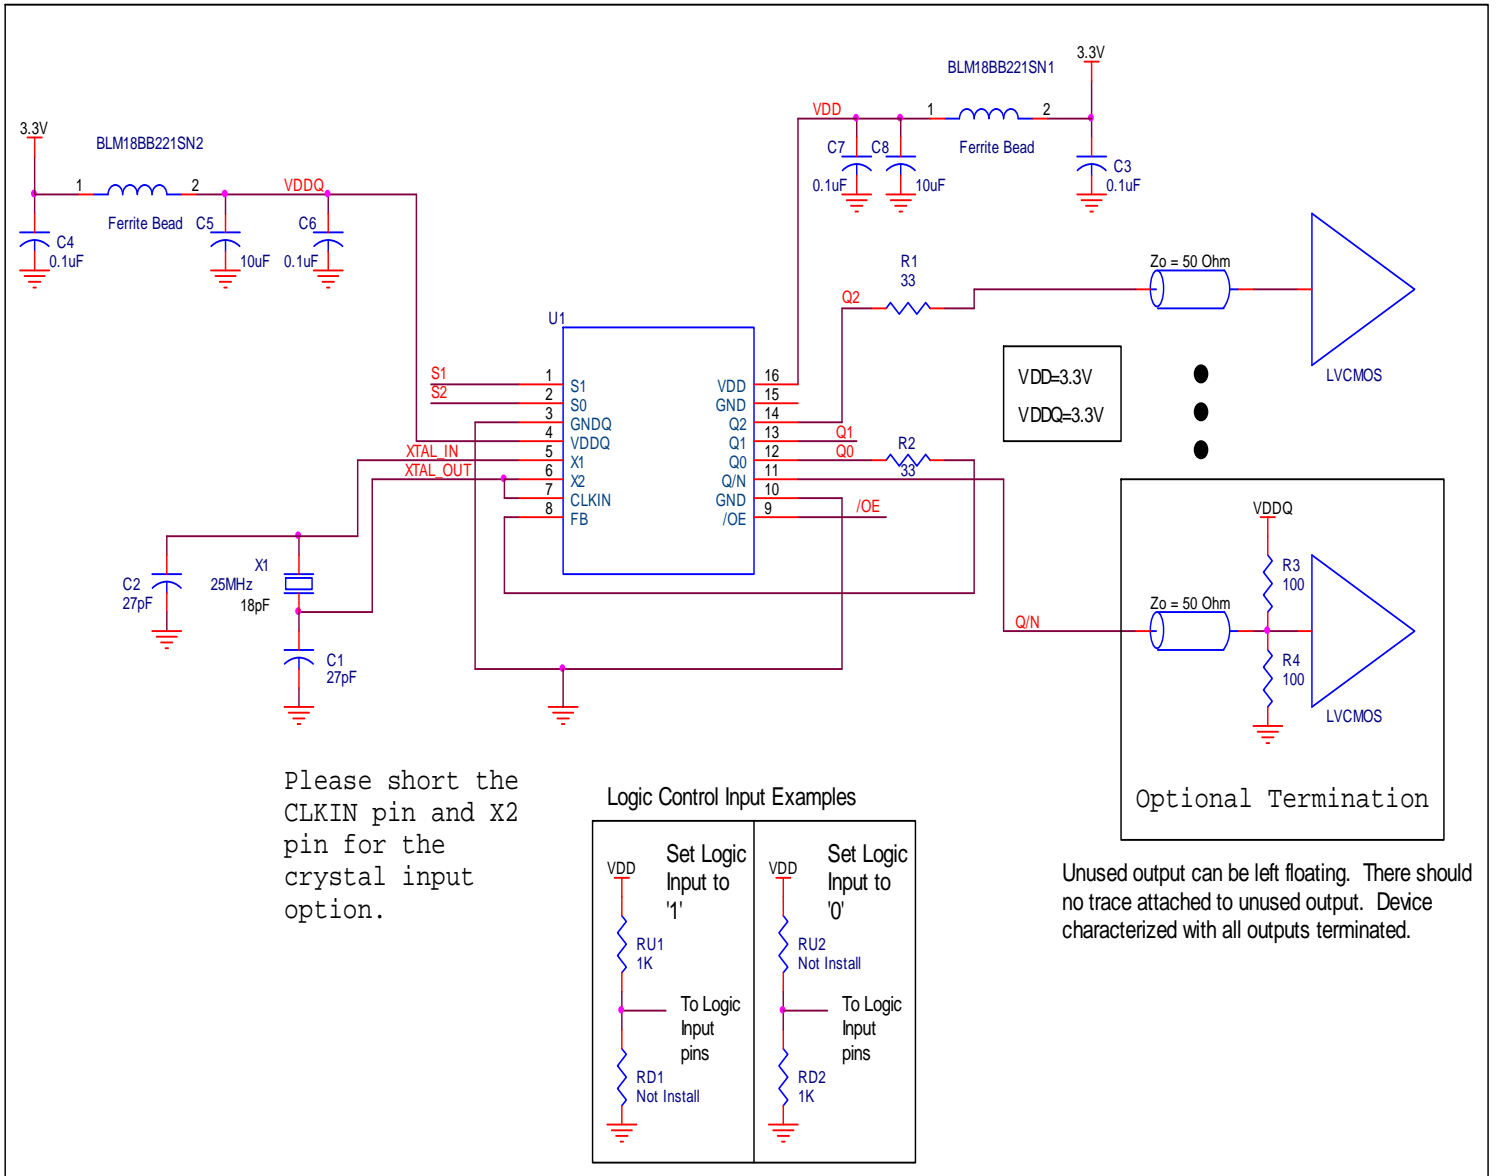 3.3V
BLM18BB221SN1
VDD
1
2
C7
C8
Ferrite Bead
0.1uF
10uF
C3
0.1uF
3.3V
BLM18BB221SN2
1
2
VDDQ
Ferrite Bead
C5
C6
C4
0.1uF
10uF
0.1uF
R1
33
Q2
Zo = 50 Ohm
LVCMOS
VDD=3.3V
VDDQ=3.3V
U1
S1
1
S1
S2
2
S0
3
GNDQ
4
VDDQ
XTAL_IN
5
X1
XTAL_OUT
6
X2
7
CLKIN
8
FB
VDD
16
GND
15
Q2
14
Q1
13
Q1
Q0
12
Q0
R2
33
Q/N
11
GND
10
/OE
9
/OE
C2
27pF
X1
25MHz
18pF
C1
27pF
VDDQ
R3
100
Zo = 50 Ohm
Q/N
R4
100
LVCMOS
Optional Termination
Please short the
CLKIN pin and X2
pin for the
crystal input
option.
Logic Control Input Examples
Set Logic
Input to
'1'
VDD
RU1
1K
To Logic
Input
pins
RD1
Not Install
Set Logic
Input to
'0'
VDD
RU2
Not Install
To Logic
Input
pins
RD2
1K
Unused output can be left floating. There should
no trace attached to unused output. Device
characterized with all outputs terminated.